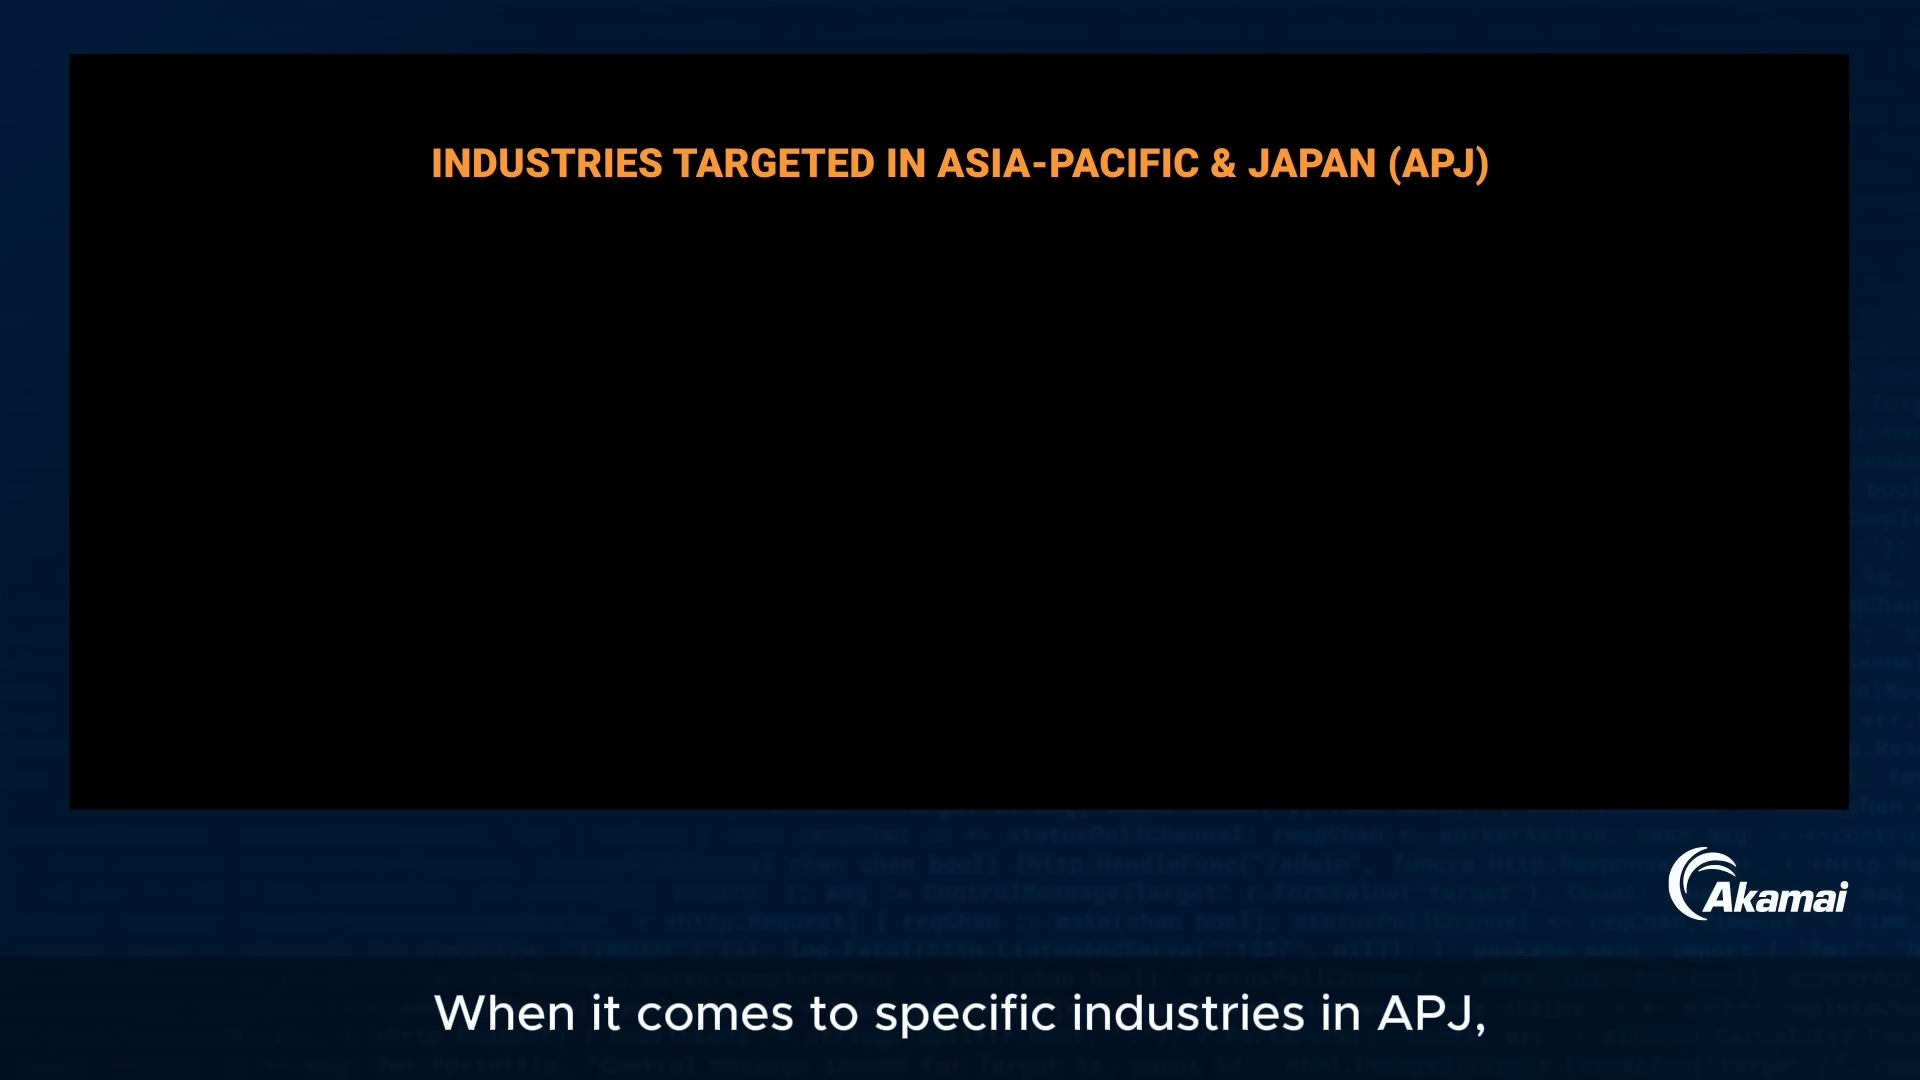 INDUSTRIES TARGETED IN ASIA-PACIFIC & JAPAN (APJ)
Akamai
When it comes to specific industries in APJ,